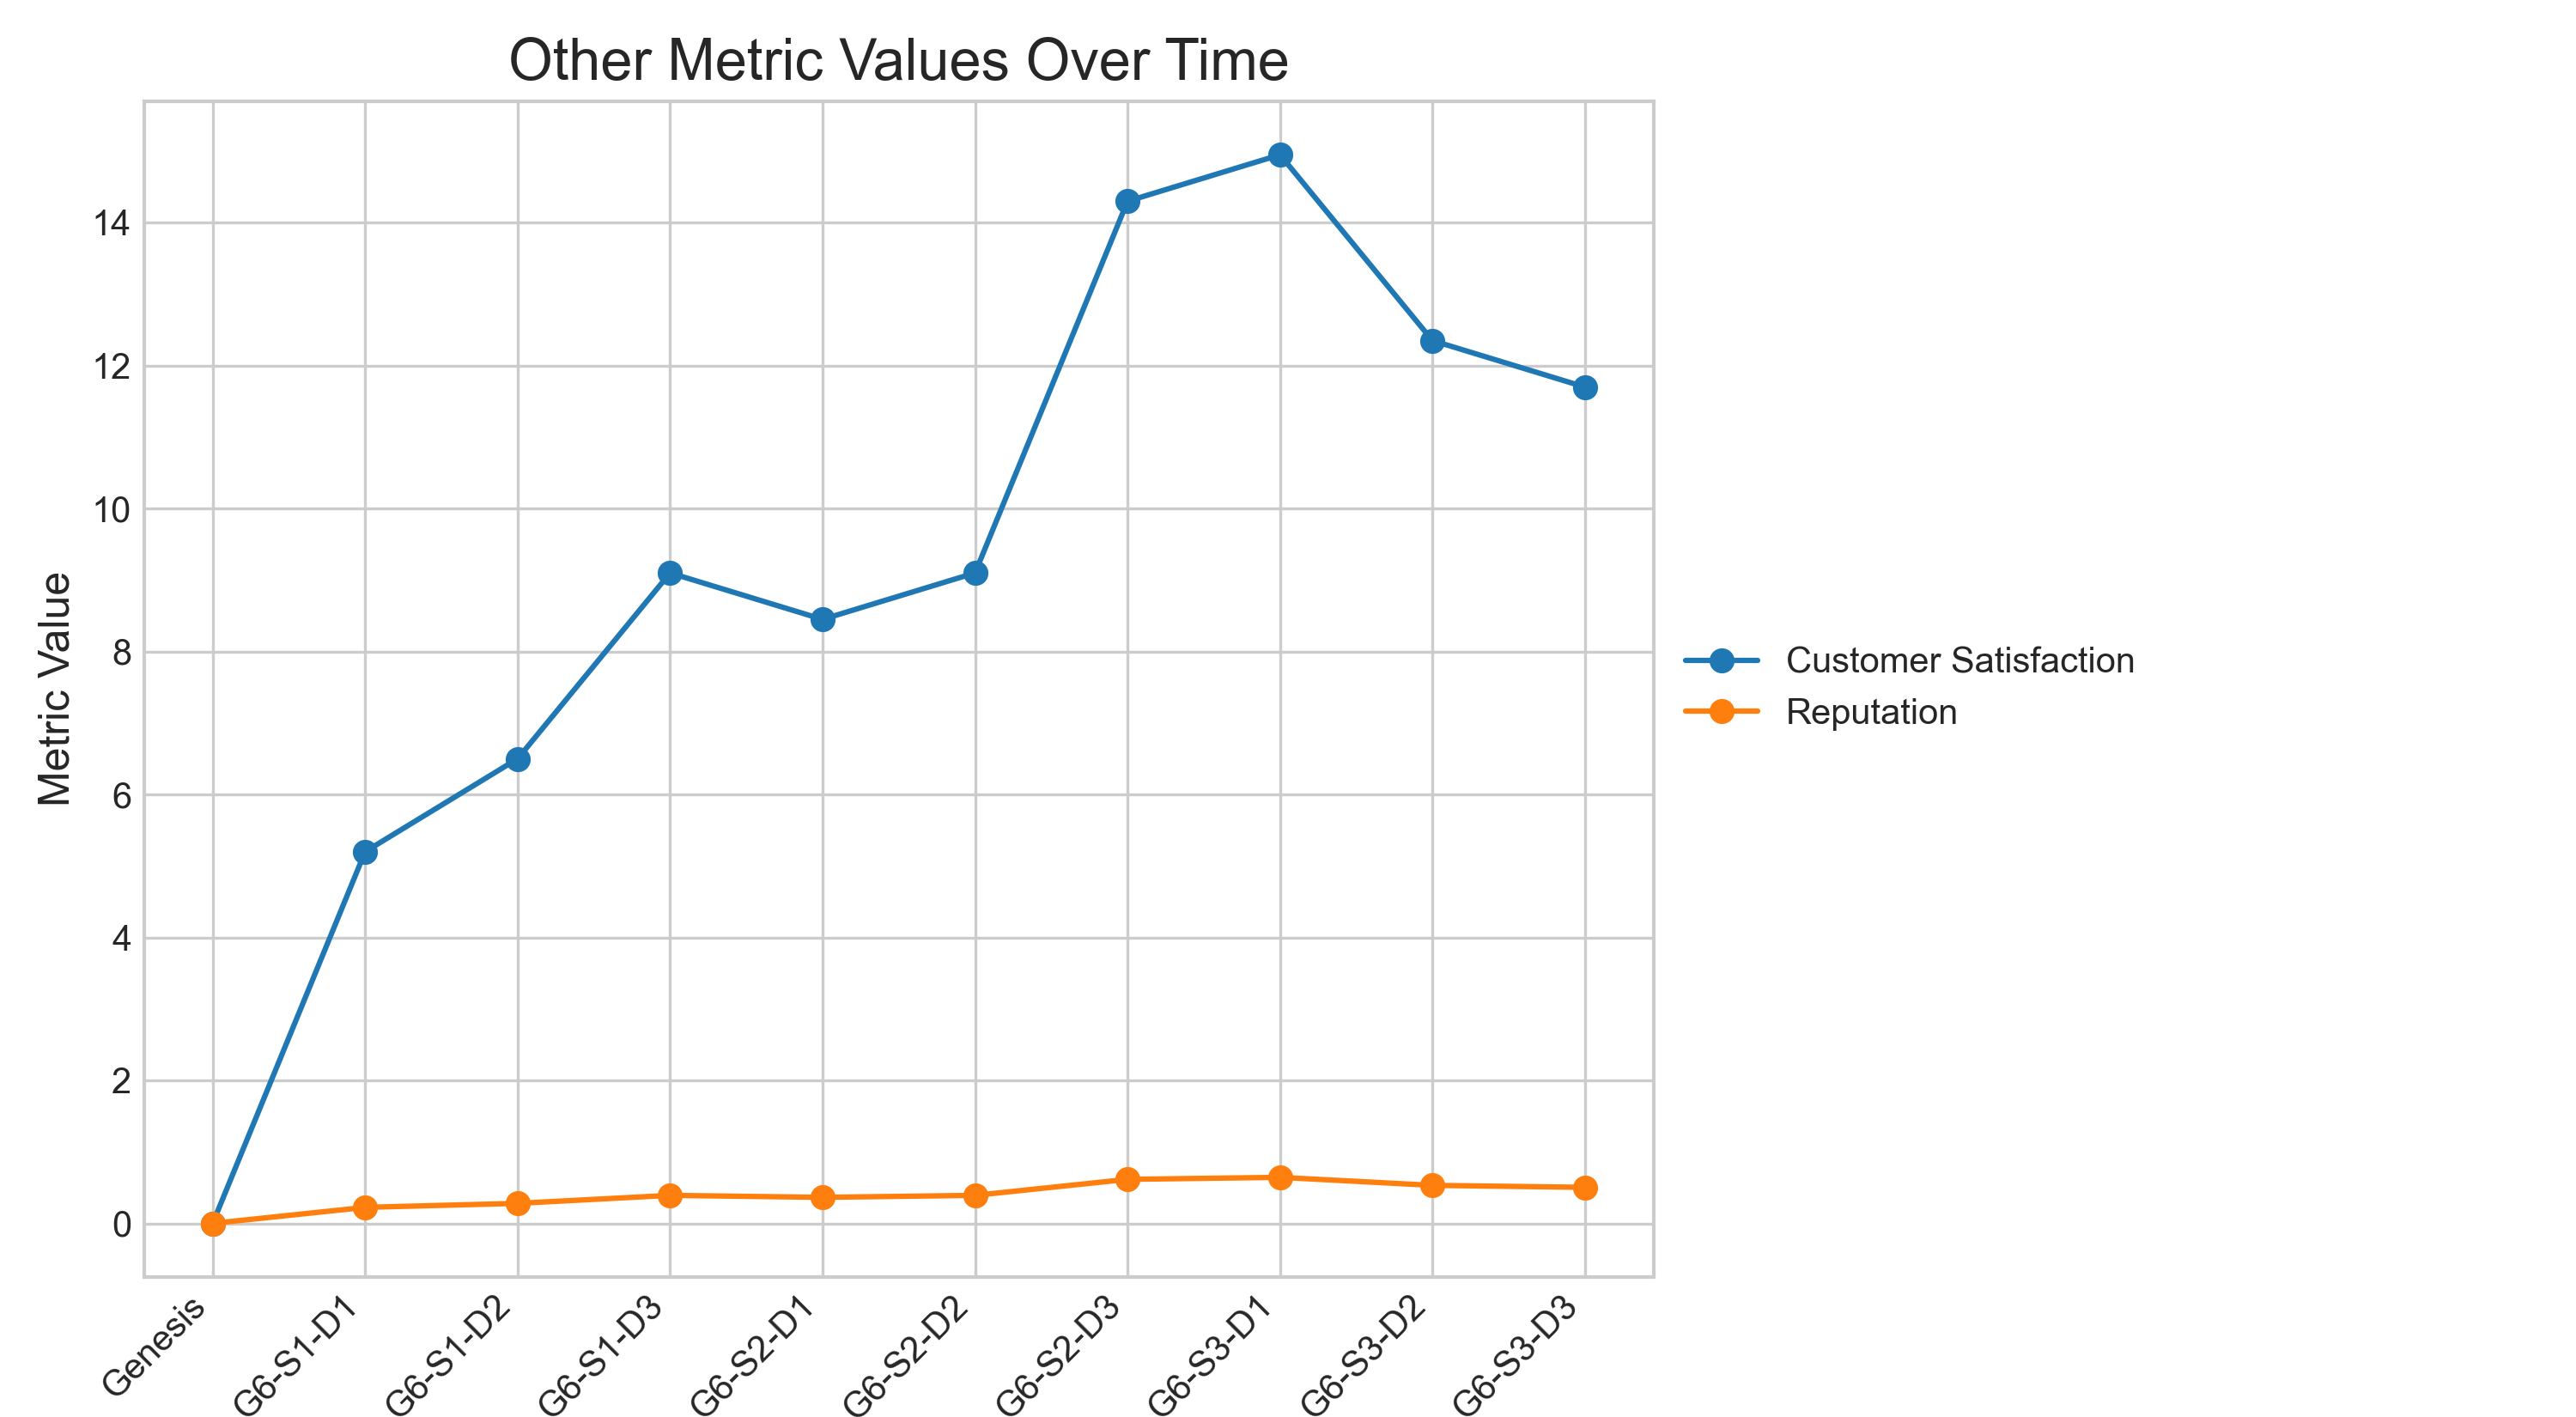 Other Metric Values Over Time
Metric Value
14
12
10
8
6
4
2
0
Genesis
G6-S1-D1
G6-S1-D2
G6-S1-D3
G6-S2-D1
G6-S2-D2
G6-S2-D3
G6-S3-D1
G6-S3-D2
G6-S3-D3
Customer Satisfaction
Reputation